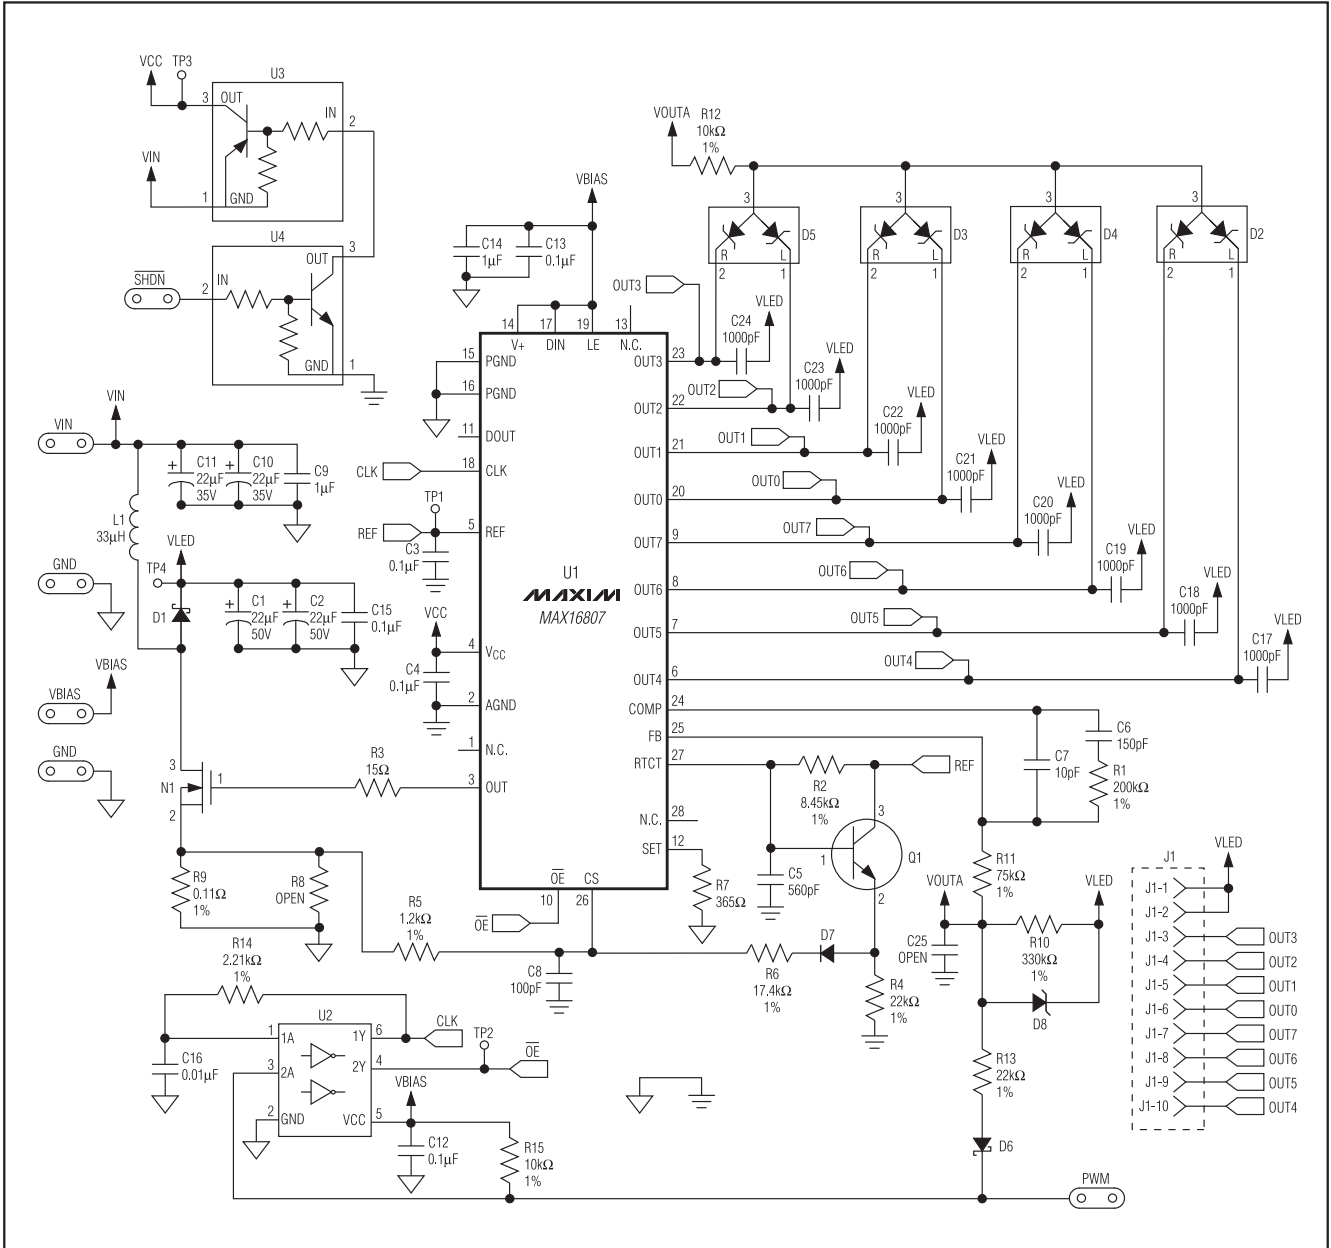 VCC TP3
U3
3 OUT
IN
2
VIN
1 GND
U4
3
OUT
SHDN
2 IN
GND 1
VBIAS
C14
1µF
C13
0.1µF
14 17 19 13
V+ DIN LE N.C.
VOUTA R12
10kΩ
1%
3 3 3 3
D5 D3 D4 D2
R L R L R L R L
2 1 2 1 2 1 2 1
OUT3
C24
1000pF
VLED
OUT2
C23
1000pF
VLED
OUT1
C22
1000pF
VLED
OUT0
C21
1000pF
VLED
OUT7
C20
1000pF
VLED
OUT6
C19
1000pF
VLED
OUT5
C18
1000pF
VLED
OUT4
C17
1000pF
VLED
15 PGND
16 PGND
11 DOUT
CLK 18 CLK
TP1
REF 5 REF
C3
0.1µF
VCC
4 VCC
C4
0.1µF
2 AGND
1 N.C.
3 OUT
U1
MAXIM
MAX16807
OUT3 23
OUT2 22
OUT1 21
OUT0 20
OUT7 9
OUT6 8
OUT5 7
OUT4 6
COMP 24
FB 25
RTCT 27
N.C. 28
SET 12
OE CS
10 26
OE
VIN
VIN
+ C11
22µF
35V
+ C10
22µF
35V
C9
1µF
L1
33µH
VLED
GND
TP4
D1
+ C1
22µF
50V
+ C2
22µF
50V
C15
0.1µF
VBIAS
VBIAS
GND
3
N1 1
2
R3
15Ω
R9
0.11Ω
1%
R8
OPEN
R5
1.2kΩ
1%
C8
100pF
R2
8.45kΩ
1%
REF
3
1 Q1
2
C5
560pF
R7
365Ω
D7
R6
17.4kΩ
1%
R4
22kΩ
1%
C6
150pF
C7
10pF
R1
200kΩ
1%
R11
75kΩ
1%
VOUTA
C25
OPEN
R10
330kΩ
1%
VLED
D8
R13
22kΩ
1%
D6
PWM
R14
2.21kΩ
1%
C16
0.01µF
U2
1 1A 1Y 6
CLK
3 2A 2Y 4
TP2
OE
2 GND VCC 5
VBIAS
C12
0.1µF
R15
10kΩ
1%
J1
VLED
J1-1
J1-2
J1-3 OUT3
J1-4 OUT2
J1-5 OUT1
J1-6 OUT0
J1-7 OUT7
J1-8 OUT6
J1-9 OUT5
J1-10 OUT4